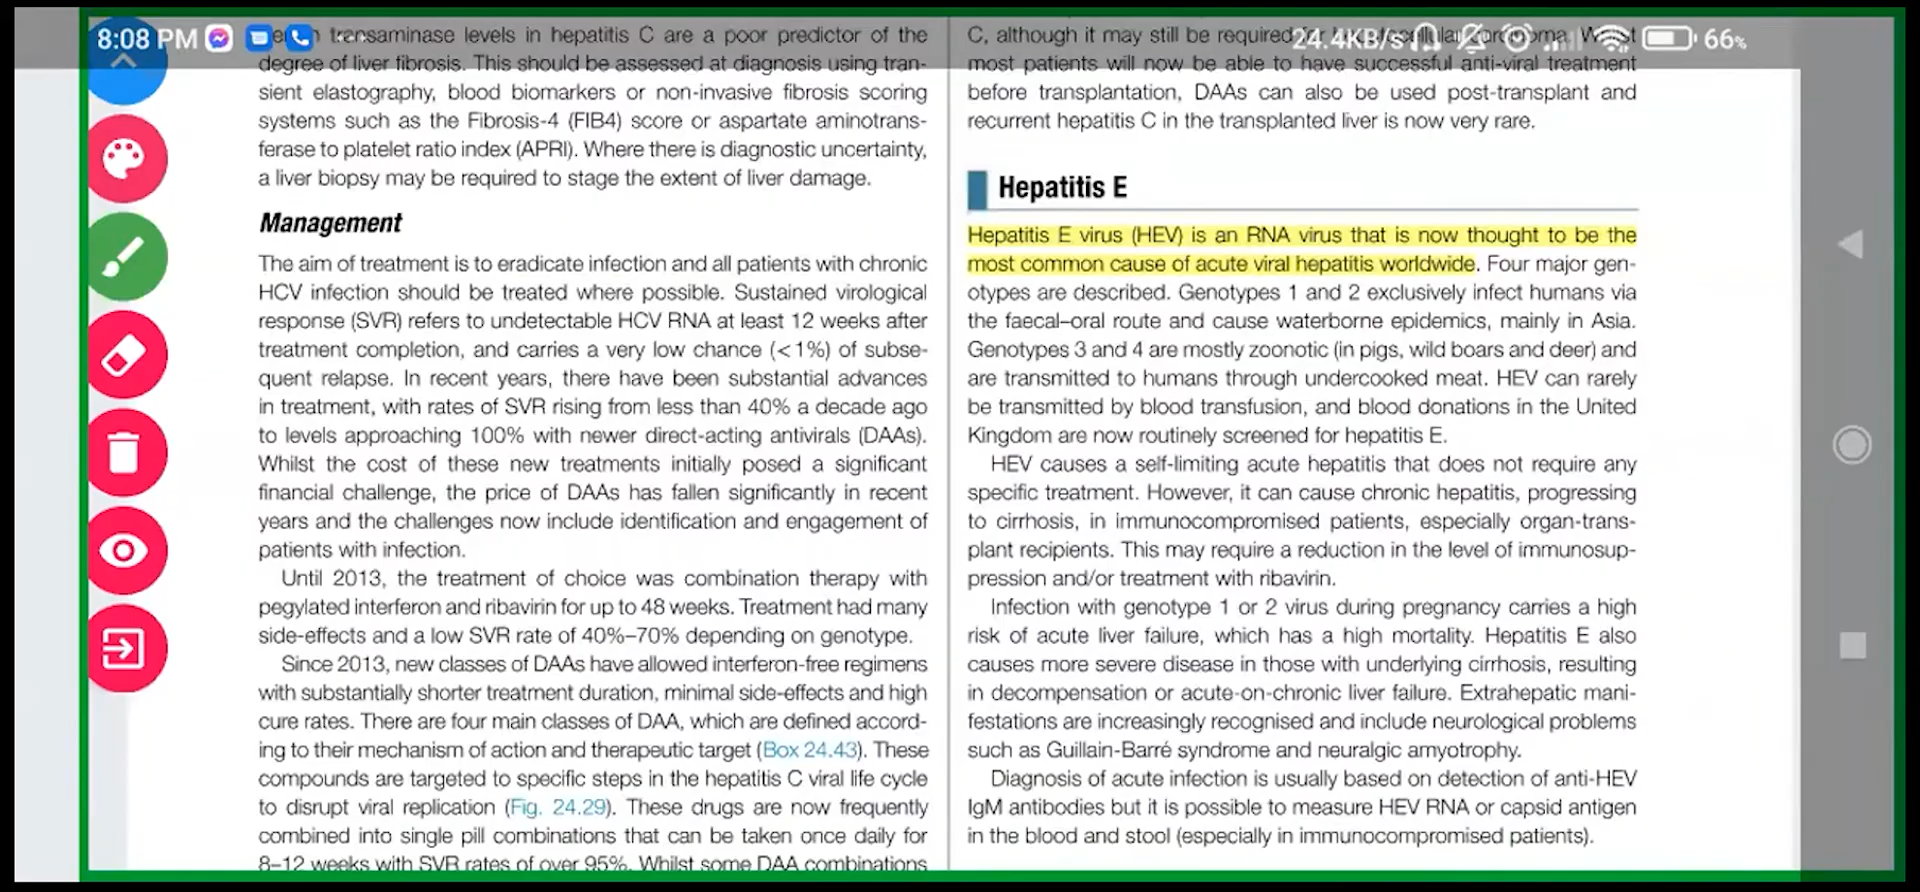 8:08 PM
24.4KB/s
66%
transaminase levels in hepatitis C are a poor predictor of the
degree of liver fibrosis. This should be assessed at diagnosis using tran-
sient elastography, blood biomarkers or non-invasive fibrosis scoring
systems such as the Fibrosis-4 (FIB4) score or aspartate aminotrans-
ferase to platelet ratio index (APRI). Where there is diagnostic uncertainty,
a liver biopsy may be required to stage the extent of liver damage.
Management
The aim of treatment is to eradicate infection and all patients with chronic
HCV infection should be treated where possible. Sustained virological
response (SVR) refers to undetectable HCV RNA at least 12 weeks after
treatment completion, and carries a very low chance (<1%) of subse-
quent relapse. In recent years, there have been substantial advances
in treatment, with rates of SVR rising from less than 40% a decade ago
to levels approaching 100% with newer direct-acting antivirals (DAAs).
Whilst the cost of these new treatments initially posed a significant
financial challenge, the price of DAAs has fallen significantly in recent
years and the challenges now include identification and engagement of
patients with infection.
Until 2013, the treatment of choice was combination therapy with
pegylated interferon and ribavirin for up to 48 weeks. Treatment had many
side-effects and a low SVR rate of 40%–70% depending on genotype.
Since 2013, new classes of DAAs have allowed interferon-free regimens
with substantially shorter treatment duration, minimal side-effects and high
cure rates. There are four main classes of DAA, which are defined accord-
ing to their mechanism of action and therapeutic target (Box 24.43). These
compounds are targeted to specific steps in the hepatitis C viral life cycle
to disrupt viral replication (Fig. 24.29). These drugs are now frequently
combined into single pill combinations that can be taken once daily for
8–12 weeks with SVR rates of over 95%. Whilst some DAA combinations
C, although it may still be required for hepatocellular carcinoma. Whilst
most patients will now be able to have successful anti-viral treatment
before transplantation, DAAs can also be used post-transplant and
recurrent hepatitis C in the transplanted liver is now very rare.
Hepatitis E
Hepatitis E virus (HEV) is an RNA virus that is now thought to be the
most common cause of acute viral hepatitis worldwide. Four major gen-
otypes are described. Genotypes 1 and 2 exclusively infect humans via
the faecal–oral route and cause waterborne epidemics, mainly in Asia.
Genotypes 3 and 4 are mostly zoonotic (in pigs, wild boars and deer) and
are transmitted to humans through undercooked meat. HEV can rarely
be transmitted by blood transfusion, and blood donations in the United
Kingdom are now routinely screened for hepatitis E.
HEV causes a self-limiting acute hepatitis that does not require any
specific treatment. However, it can cause chronic hepatitis, progressing
to cirrhosis, in immunocompromised patients, especially organ-trans-
plant recipients. This may require a reduction in the level of immunosup-
pression and/or treatment with ribavirin.
Infection with genotype 1 or 2 virus during pregnancy carries a high
risk of acute liver failure, which has a high mortality. Hepatitis E also
causes more severe disease in those with underlying cirrhosis, resulting
in decompensation or acute-on-chronic liver failure. Extrahepatic mani-
festations are increasingly recognised and include neurological problems
such as Guillain-Barré syndrome and neuralgic amyotrophy.
Diagnosis of acute infection is usually based on detection of anti-HEV
IgM antibodies but it is possible to measure HEV RNA or capsid antigen
in the blood and stool (especially in immunocompromised patients).